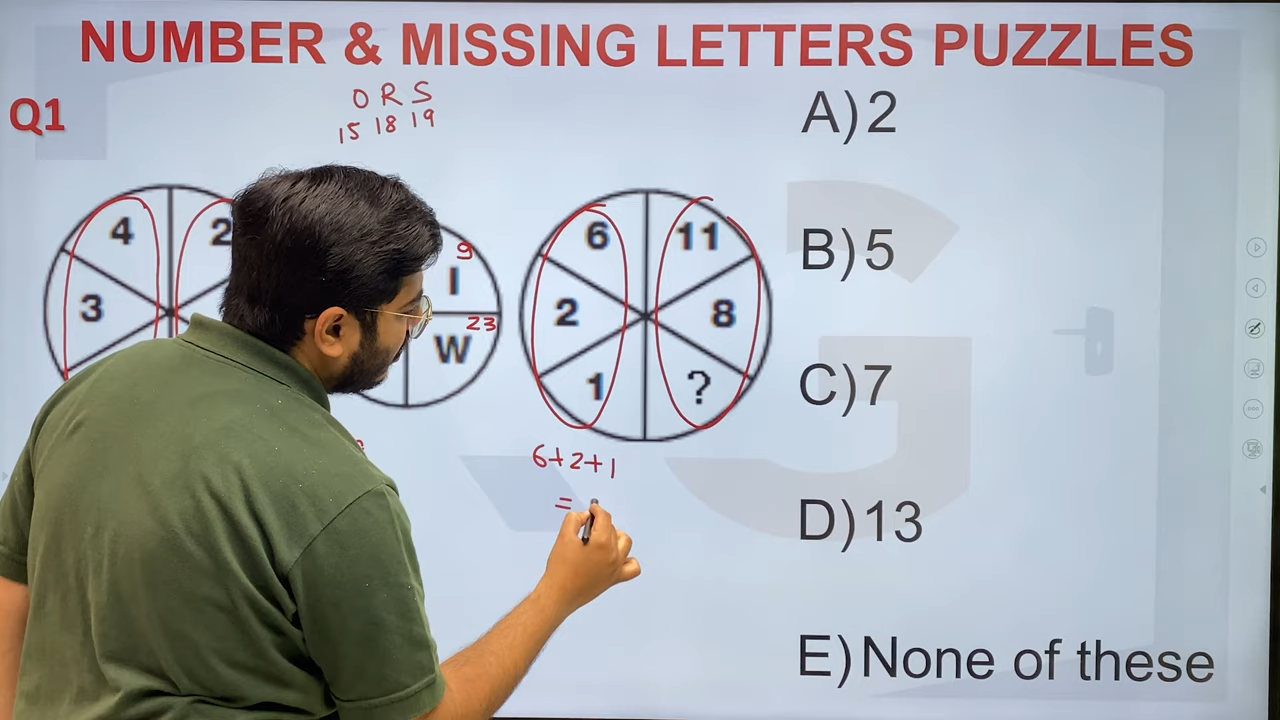 NUMBER & MISSING LETTERS PUZZLES
Q1
O R S
15 18 19
A) 2
B) 5
C) 7
D) 13
E) None of these
4 2
3
I 9
W 23
6 11
2 8
1 ?
6+2+1
=